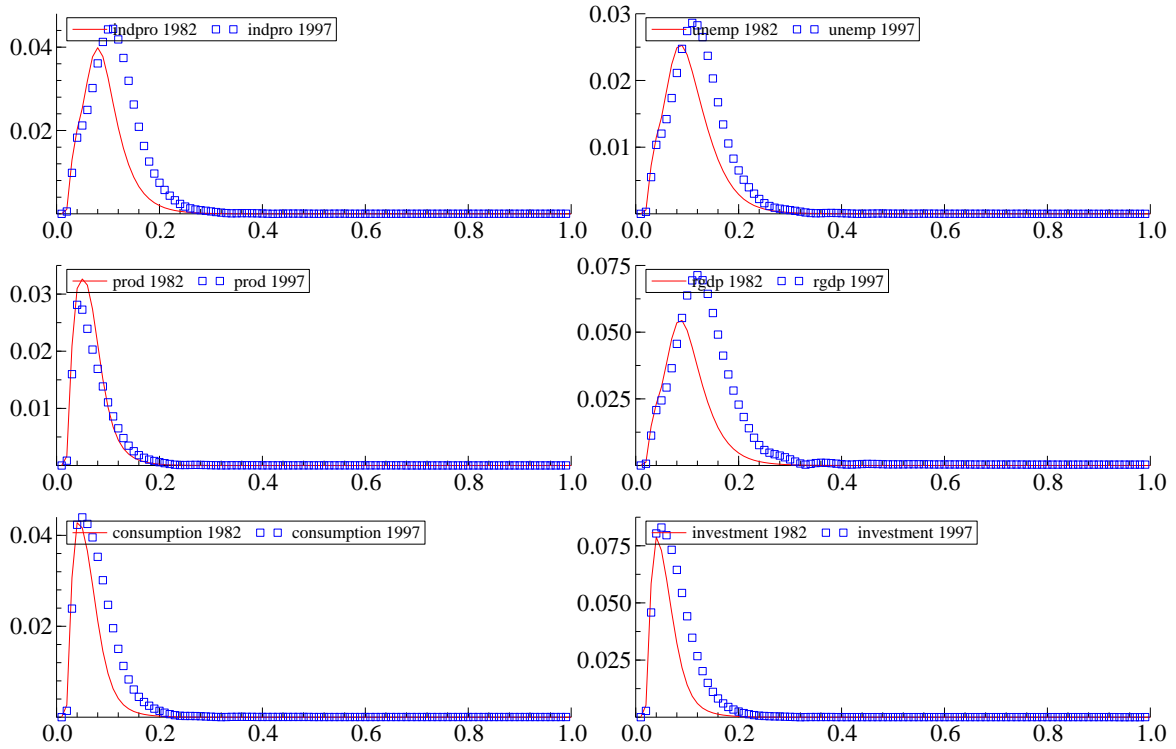 indpro 1982 indpro 1997
0.04
0.02
0.0 0.2 0.4 0.6 0.8 1.0
unemp 1982 unemp 1997
0.03
0.02
0.01
0.0 0.2 0.4 0.6 0.8 1.0
prod 1982 prod 1997
0.03
0.02
0.01
0.0 0.2 0.4 0.6 0.8 1.0
rgdp 1982 rgdp 1997
0.075
0.050
0.025
0.0 0.2 0.4 0.6 0.8 1.0
consumption 1982 consumption 1997
0.04
0.02
0.0 0.2 0.4 0.6 0.8 1.0
investment 1982 investment 1997
0.075
0.050
0.025
0.0 0.2 0.4 0.6 0.8 1.0